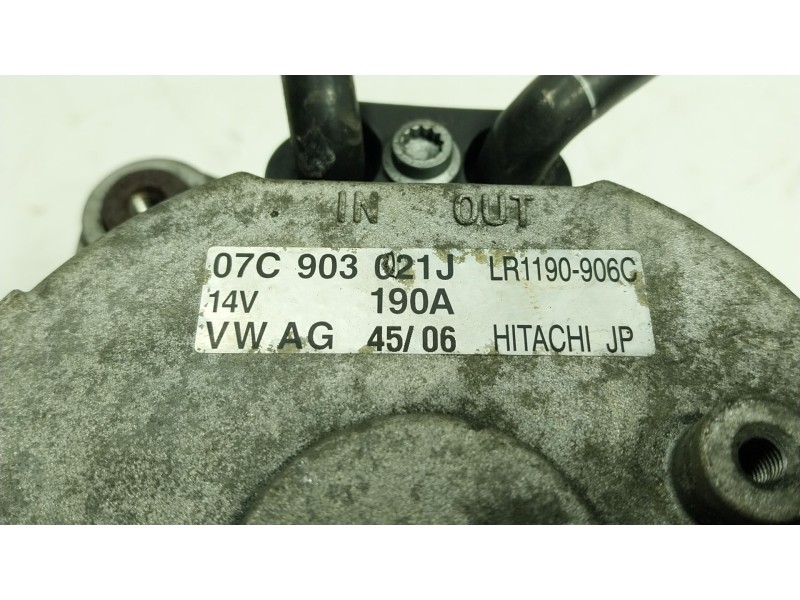 IN OUT
07C 903 021J LR1190-906C
14V 190A
VW AG 45/06 HITACHI JP